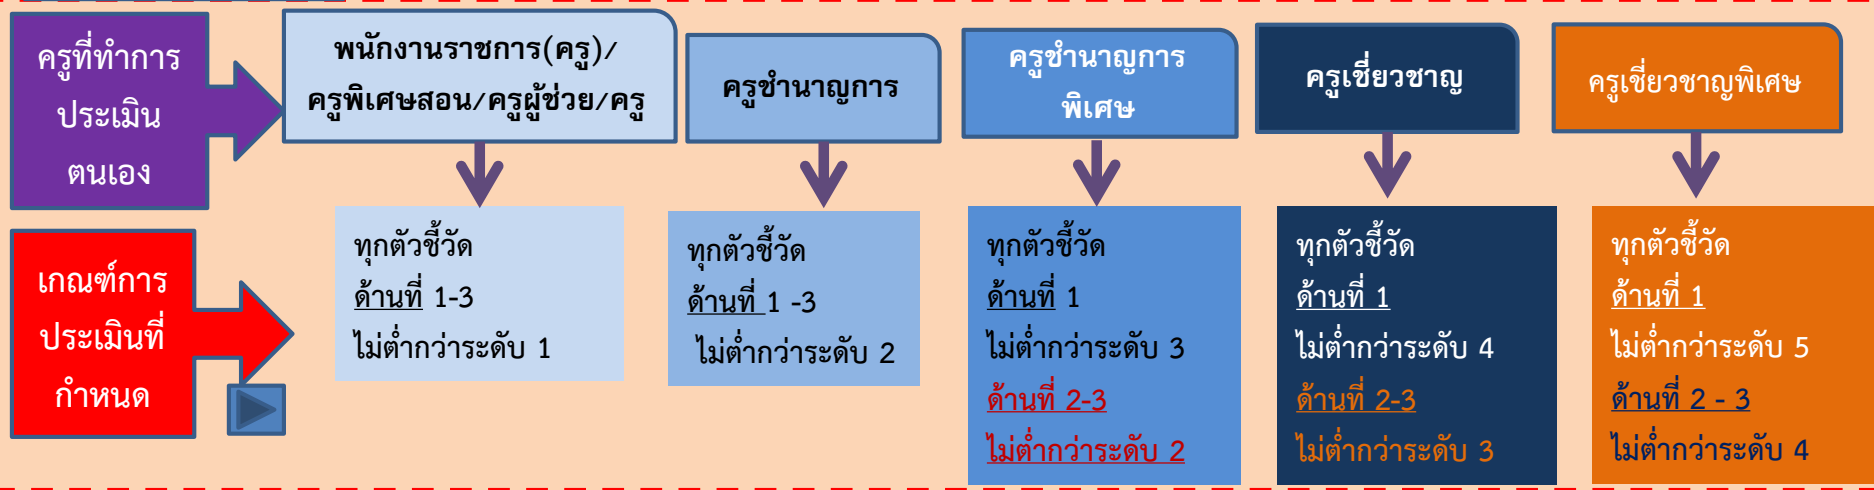 ครูที่ทำการ
ประเมิน
ตนเอง
พนักงานราชการ(ครู)/
ครูพิเศษสอน/ครูผู้ช่วย/ครู
ครูชำนาญการ
ครูชำนาญการ
พิเศษ
ครูเชี่ยวชาญ
ครูเชี่ยวชาญพิเศษ
เกณฑ์การ
ประเมินที่
กำหนด
ทุกตัวชี้วัด
ด้านที่ 1-3
ไม่ต่ำกว่าระดับ 1
ทุกตัวชี้วัด
ด้านที่ 1 -3
ไม่ต่ำกว่าระดับ 2
ทุกตัวชี้วัด
ด้านที่ 1
ไม่ต่ำกว่าระดับ 3
ด้านที่ 2-3
ไม่ต่ำกว่าระดับ 2
ทุกตัวชี้วัด
ด้านที่ 1
ไม่ต่ำกว่าระดับ 4
ด้านที่ 2-3
ไม่ต่ำกว่าระดับ 3
ทุกตัวชี้วัด
ด้านที่ 1
ไม่ต่ำกว่าระดับ 5
ด้านที่ 2 - 3
ไม่ต่ำกว่าระดับ 4